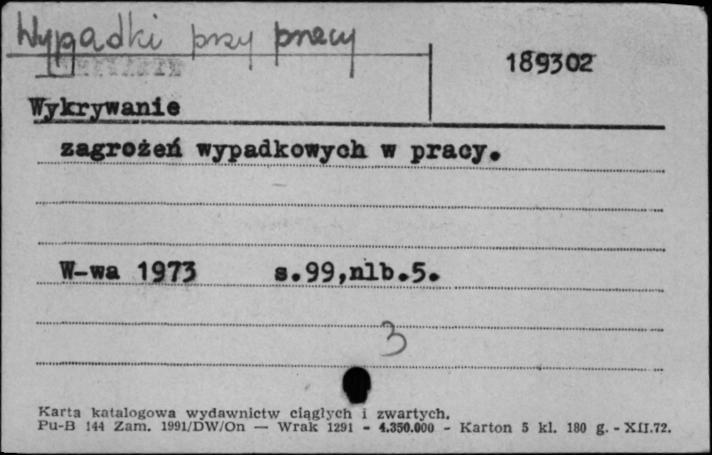 Wypadki przy pracy
189302
Wykrywanie
zagrożeń wypadkowych w pracy.
W-wa 1973 s.99,nlb.5.
3
Karta katalogowa wydawnictw ciągłych i zwartych.
Pu-B 144 Zam. 1991/DW/On — Wrak 1291 - 4.350.000 - Karton 5 kl. 180 g. - XII.72.